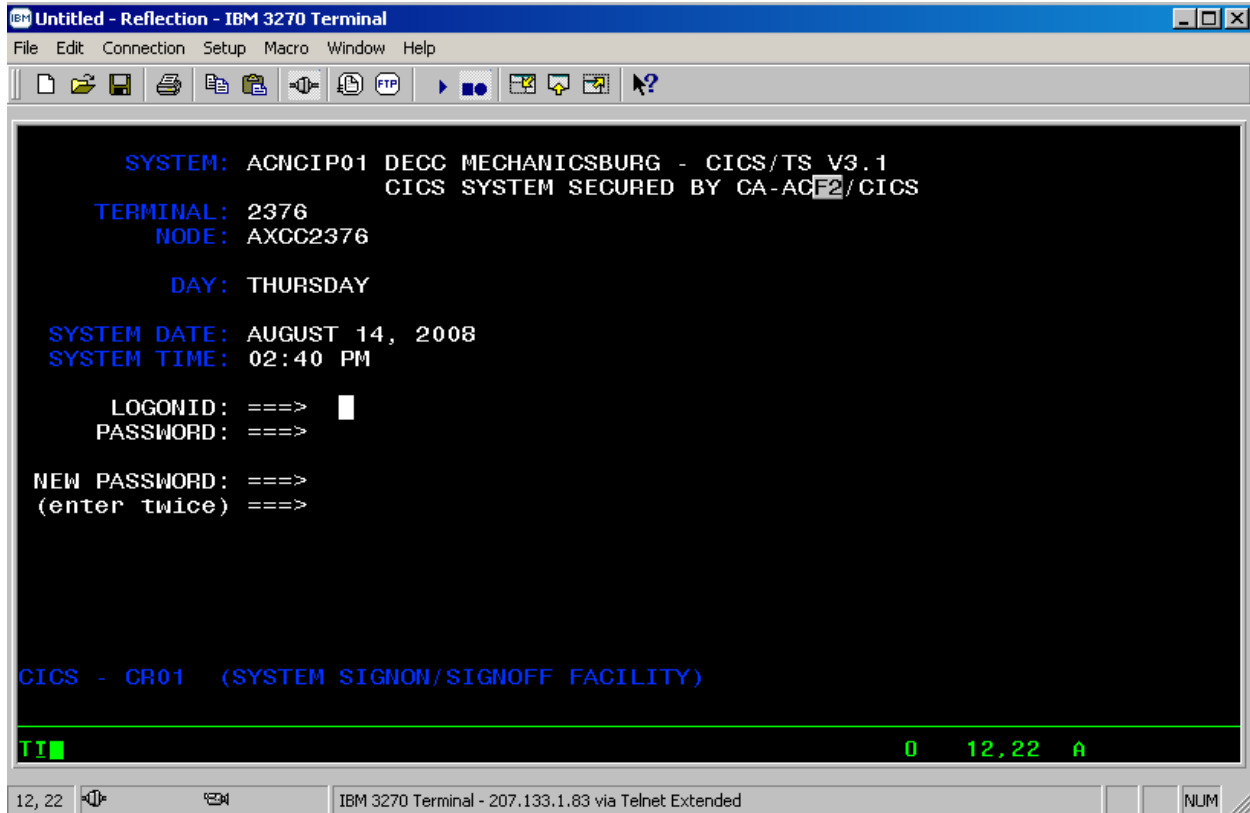 IBM Untitled - Reflection - IBM 3270 Terminal
File Edit Connection Setup Macro Window Help
FTP
SYSTEM: ACNCIP01 DECC MECHANICSBURG - CICS/TS V3.1
CICS SYSTEM SECURED BY CA-ACF2/CICS
TERMINAL: 2376
NODE: AXCC2376
DAY: THURSDAY
SYSTEM DATE: AUGUST 14, 2008
SYSTEM TIME: 02:40 PM
LOGONID: ===>
PASSWORD: ===>
NEW PASSWORD: ===>
(enter twice) ===>
CICS - CR01 (SYSTEM SIGNON/SIGNOFF FACILITY)
TI 0 12,22 A
12, 22 IBM 3270 Terminal - 207.133.1.83 via Telnet Extended NUM